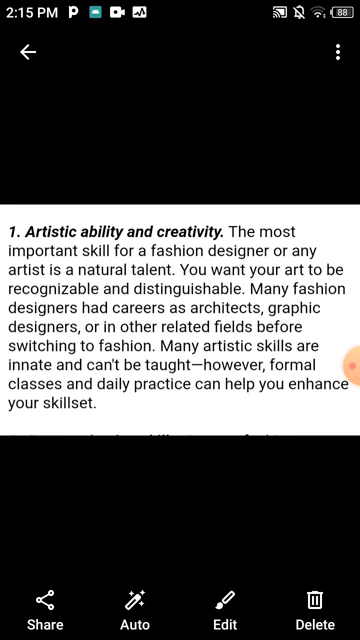 2:15 PM
88
1. Artistic ability and creativity. The most
important skill for a fashion designer or any
artist is a natural talent. You want your art to be
recognizable and distinguishable. Many fashion
designers had careers as architects, graphic
designers, or in other related fields before
switching to fashion. Many artistic skills are
innate and can't be taught—however, formal
classes and daily practice can help you enhance
your skillset.
Share Auto Edit Delete